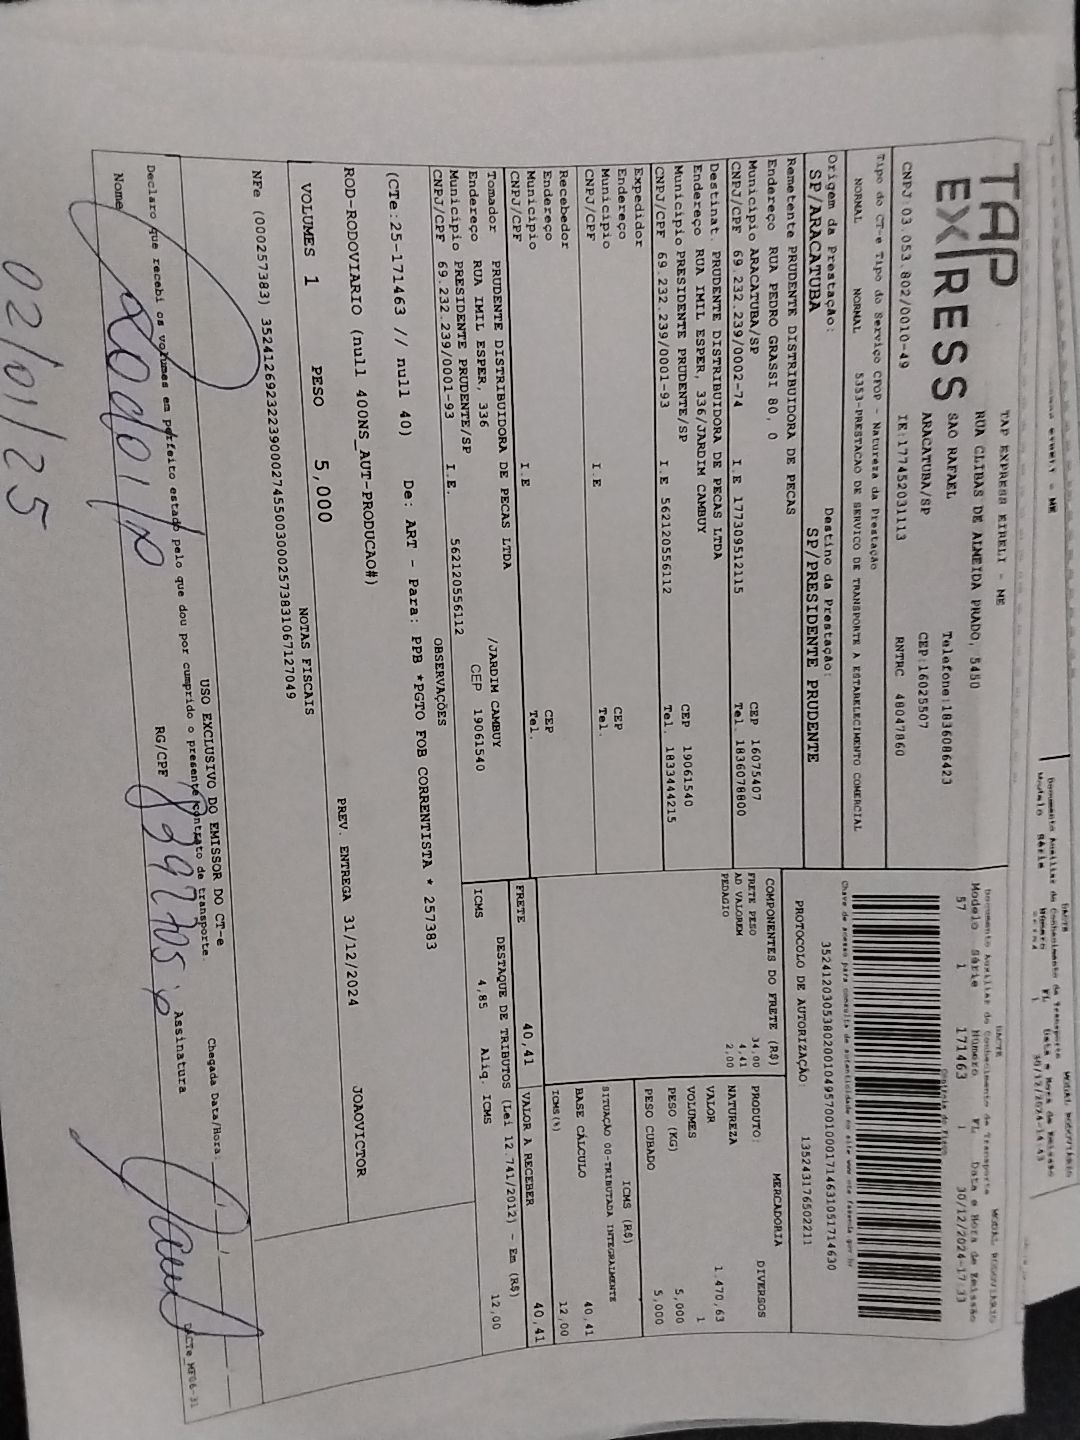 TAP
EXPRESS
TAP EXPRESS EIRELI - ME
RUA CLIBAS DE ALMEIDA PRADO, 5450
SAO RAFAEL Telefone:1836086423
ARACATUBA/SP CEP:16025507
CNPJ:03.053.802/0010-49 IE:177452031113 RNTRC 48047860
DACTE MODAL RODOVIARIO
Documento Auxiliar do Conhecimento de Transporte
Modelo Série Número FL Data e Hora de Emissão
57 1 171463 1 30/12/2024-17:33
Controle do Fisco
Chave de acesso para consulta de autenticidade no site www.cte.fazenda.gov.br
35241203053802001049570010001714631051714630
PROTOCOLO DE AUTORIZAÇÃO: 135243176502211
Tipo do CT-e Tipo do Serviço CFOP - Natureza da Prestação
NORMAL NORMAL 5353-PRESTACAO DE SERVICO DE TRANSPORTE A ESTABELECIMENTO COMERCIAL
Origem da Prestação: Destino da Prestação:
SP/ARACATUBA SP/PRESIDENTE PRUDENTE
Remetente PRUDENTE DISTRIBUIDORA DE PECAS
Endereço RUA PEDRO GRASSI 80, 0
Município ARACATUBA/SP CEP 16075407
CNPJ/CPF 69.232.239/0002-74 I.E 177309512115 Tel. 1836078800
Destinat. PRUDENTE DISTRIBUIDORA DE PECAS LTDA
Endereço RUA IMIL ESPER, 336/JARDIM CAMBUY
Município PRESIDENTE PRUDENTE/SP CEP 19061540
CNPJ/CPF 69.232.239/0001-93 I.E 562120556112 Tel. 1833444215
Expedidor
Endereço
Município CEP
CNPJ/CPF I.E Tel.
Recebedor
Endereço
Município CEP
CNPJ/CPF I.E Tel.
Tomador PRUDENTE DISTRIBUIDORA DE PECAS LTDA
Endereço RUA IMIL ESPER, 336 /JARDIM CAMBUY
Município PRESIDENTE PRUDENTE/SP CEP 19061540
CNPJ/CPF 69.232.239/0001-93 I.E. 562120556112
COMPONENTES DO FRETE (R$)
FRETE PESO 34,00
AD VALOREM 4,41
PEDAGIO 2,00
PRODUTO: MERCADORIA
NATUREZA DIVERSOS
VALOR 1.470,63
VOLUMES 1
PESO (KG) 5,000
PESO CUBADO 5,000
ICMS (R$)
SITUAÇÃO 00-TRIBUTADA INTEGRALMENTE
BASE CÁLCULO 40,41
ICMS(%) 12,00
FRETE 40,41 VALOR A RECEBER 40,41
DESTAQUE DE TRIBUTOS (Lei 12.741/2012) - Em (R$)
ICMS 4,85 Aliq. ICMS 12,00
OBSERVAÇÕES
(CTe:25-171463 // null 40) De: ART - Para: PPB *PGTO FOB CORRENTISTA * 257383
ROD-RODOVIARIO (null 400NS_AUT-PRODUCAO#)
PREV. ENTREGA 31/12/2024 JOAOVICTOR
VOLUMES 1 PESO 5,000
NOTAS FISCAIS
NFe (000257383) 35241269232239000274550030002573831067127049
USO EXCLUSIVO DO EMISSOR DO CT-e
Declaro que recebi os volumes em perfeito estado pelo que dou por cumprido o presente contrato de transporte.
Chegada Data/Hora:
Nome RG/CPF Assinatura
DACTe_MF06-31
02/01/25